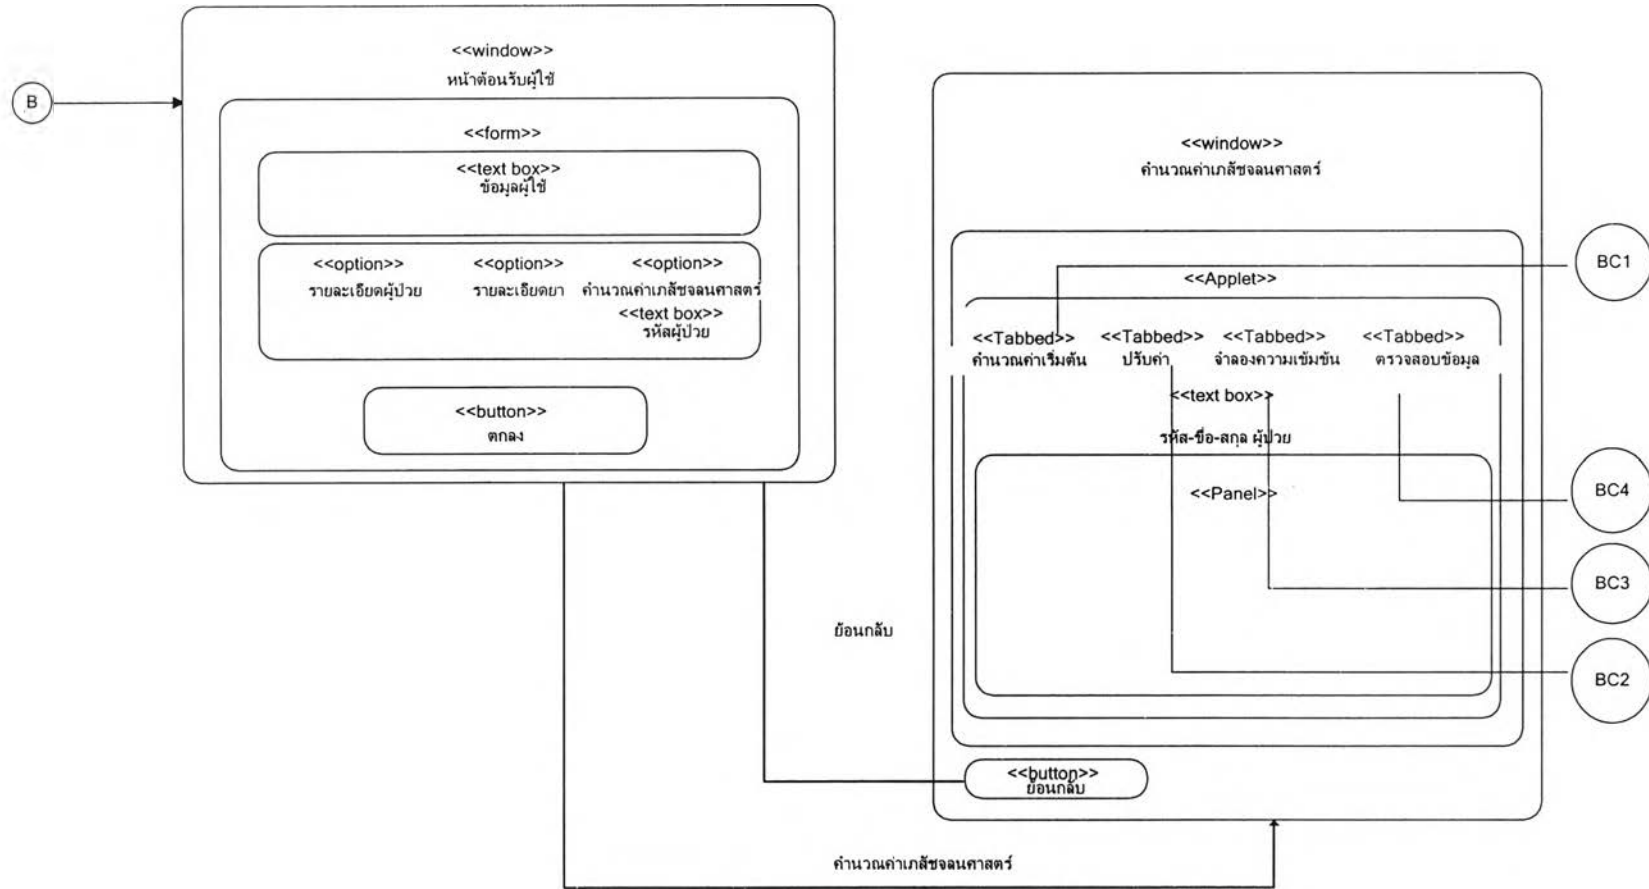 B
<<window>>
หน้าต้อนรับผู้ใช้
<<form>>
<<text box>>
ข้อมูลผู้ใช้
<<option>> <<option>> <<option>>
รายละเอียดผู้ป่วย รายละเอียดยา คำนวณค่าเภสัชจลนศาสตร์
<<text box>>
รหัสผู้ป่วย
<<button>>
ตกลง
<<window>>
คำนวณค่าเภสัชจลนศาสตร์
<<Applet>>
<<Tabbed>> <<Tabbed>> <<Tabbed>> <<Tabbed>>
คำนวณค่าเริ่มต้น ปรับค่า จำลองความเข้มข้น ตรวจสอบข้อมูล
<<text box>>
รหัส-ชื่อ-สกุล ผู้ป่วย
<<Panel>>
<<button>>
ย้อนกลับ
BC1
BC4
BC3
BC2
ย้อนกลับ
คำนวณค่าเภสัชจลนศาสตร์